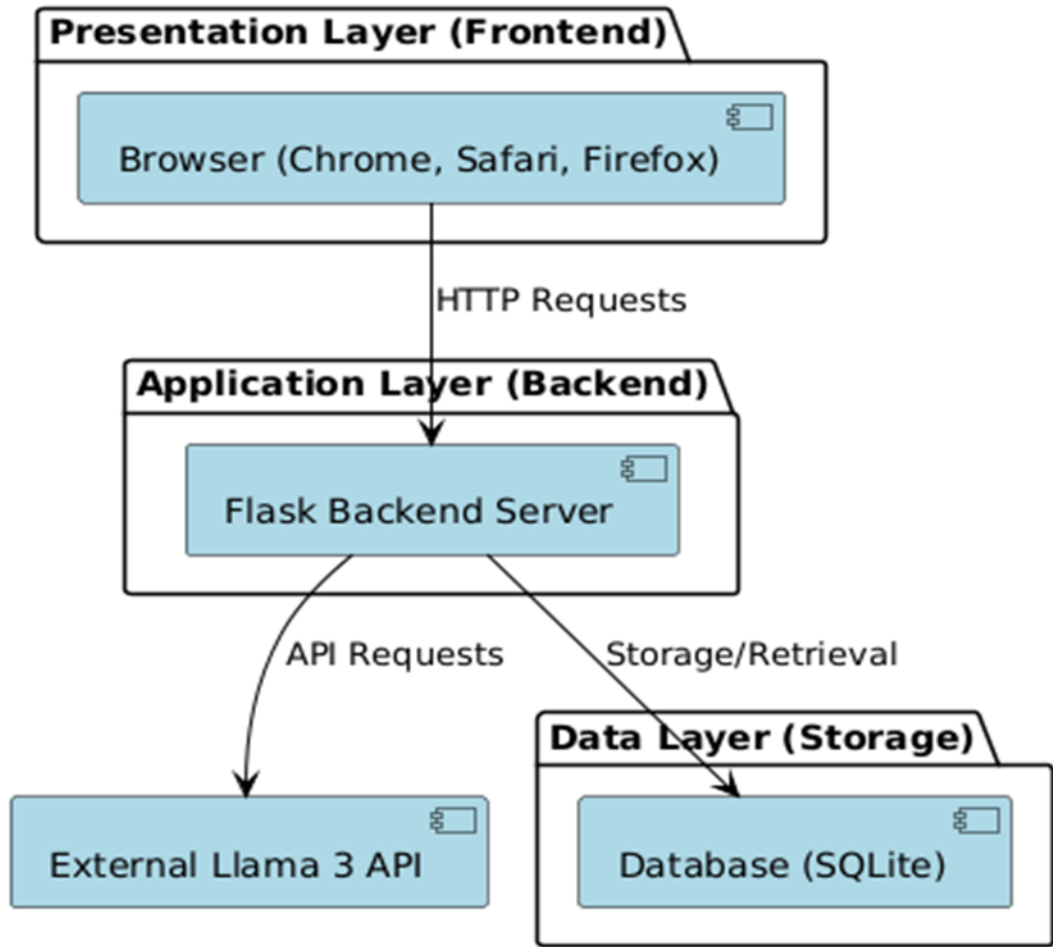 Presentation Layer (Frontend)
Browser (Chrome, Safari, Firefox)
HTTP Requests
Application Layer (Backend)
Flask Backend Server
API Requests
Storage/Retrieval
Data Layer (Storage)
External Llama 3 API
Database (SQLite)